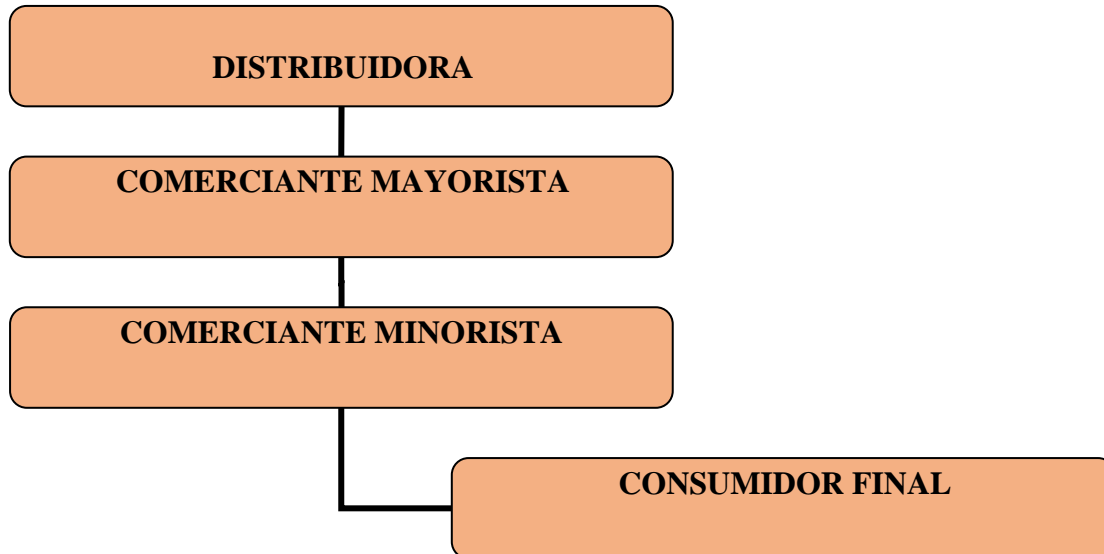 DISTRIBUIDORA
COMERCIANTE MAYORISTA
COMERCIANTE MINORISTA
CONSUMIDOR FINAL